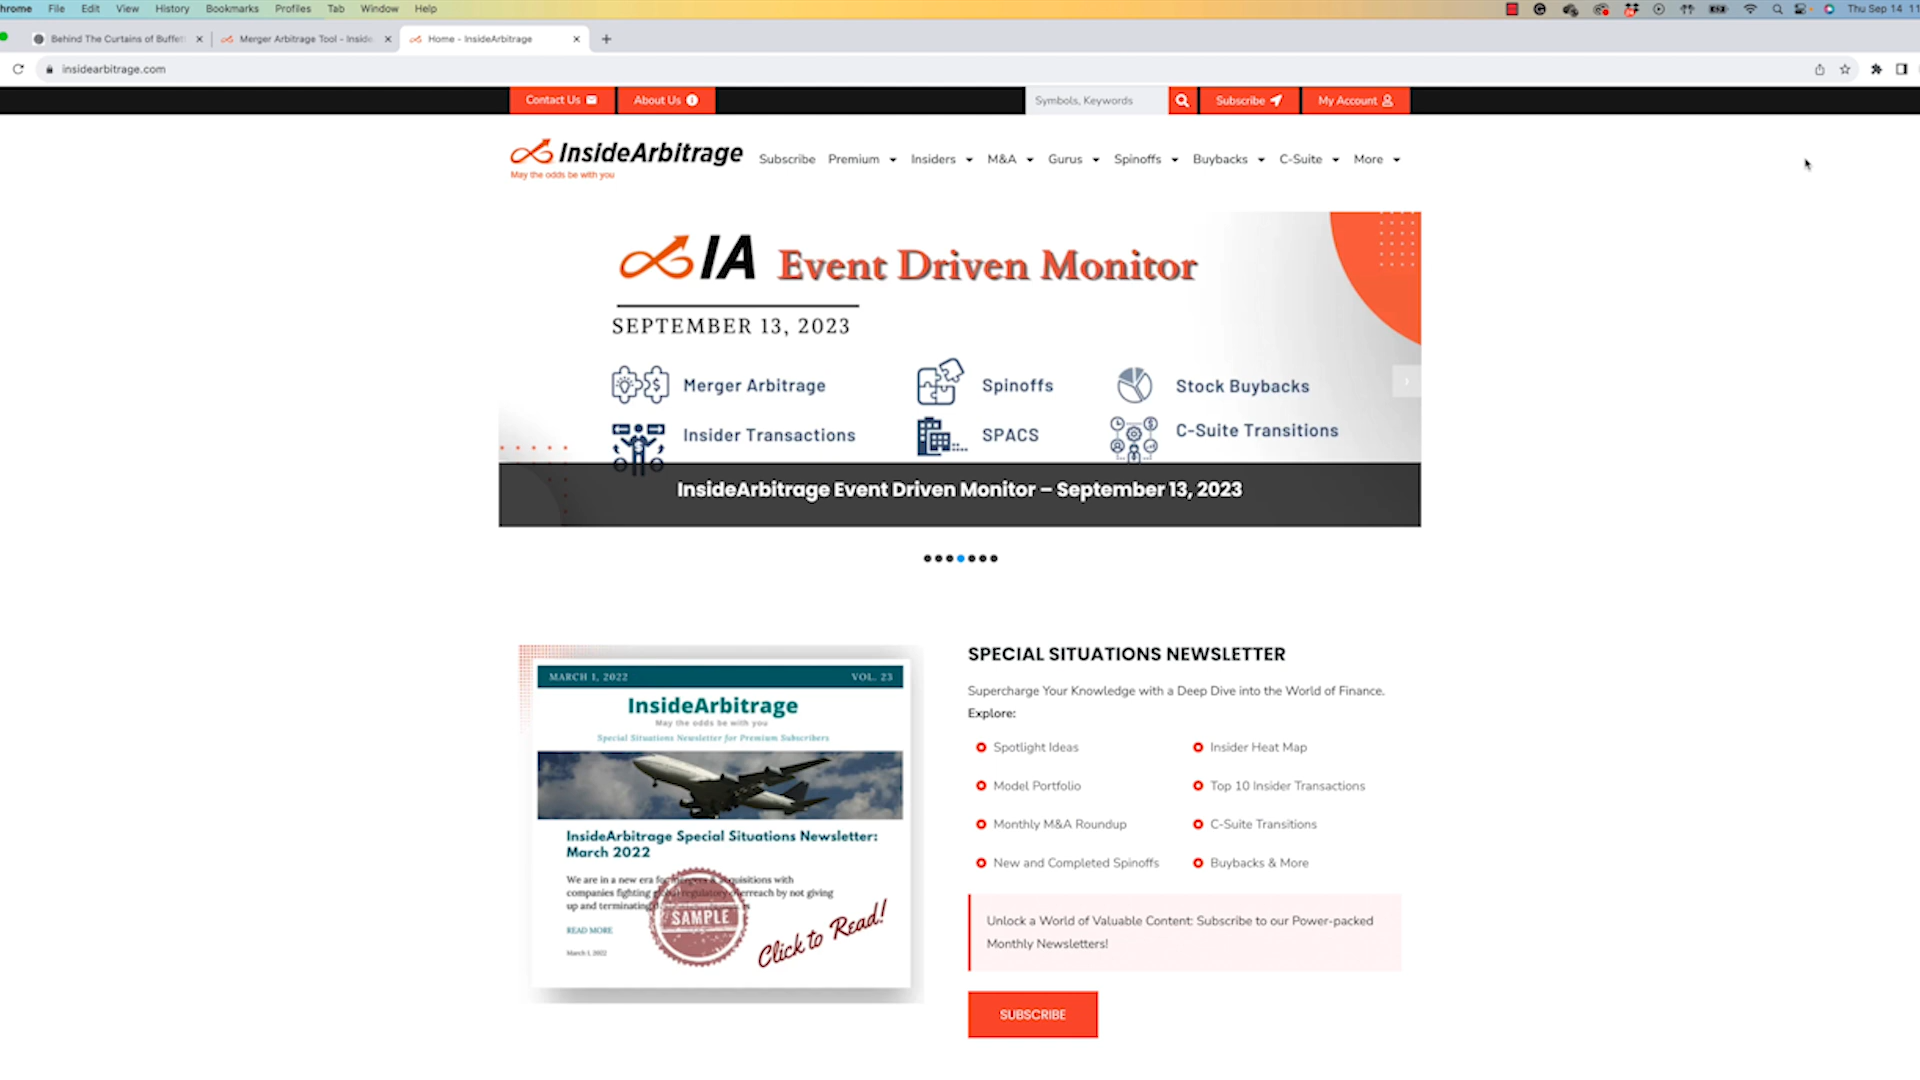 hrome File Edit View History Bookmarks Profiles Tab Window Help Thu Sep 14 11
Behind The Curtains of Buffet Merger Arbitrage Tool - Inside Home - InsideArbitrage
insidearbitrage.com
Contact Us About Us Symbols, Keywords Subscribe My Account
InsideArbitrage
May the odds be with you
Subscribe Premium Insiders M&A Gurus Spinoffs Buybacks C-Suite More
IA Event Driven Monitor
SEPTEMBER 13, 2023
Merger Arbitrage Spinoffs Stock Buybacks
Insider Transactions SPACS C-Suite Transitions
InsideArbitrage Event Driven Monitor – September 13, 2023
MARCH 1, 2022 VOL. 23
InsideArbitrage
May the odds be with you
Special Situations Newsletter for Premium Subscribers
InsideArbitrage Special Situations Newsletter:
March 2022
We are in a new era for mergers & acquisitions with
companies fighting global regulatory overreach by not giving
up and terminating
SAMPLE
Click to Read!
READ MORE
March 1, 2022
SPECIAL SITUATIONS NEWSLETTER
Supercharge Your Knowledge with a Deep Dive into the World of Finance.
Explore:
Spotlight Ideas Insider Heat Map
Model Portfolio Top 10 Insider Transactions
Monthly M&A Roundup C-Suite Transitions
New and Completed Spinoffs Buybacks & More
Unlock a World of Valuable Content: Subscribe to our Power-packed
Monthly Newsletters!
SUBSCRIBE